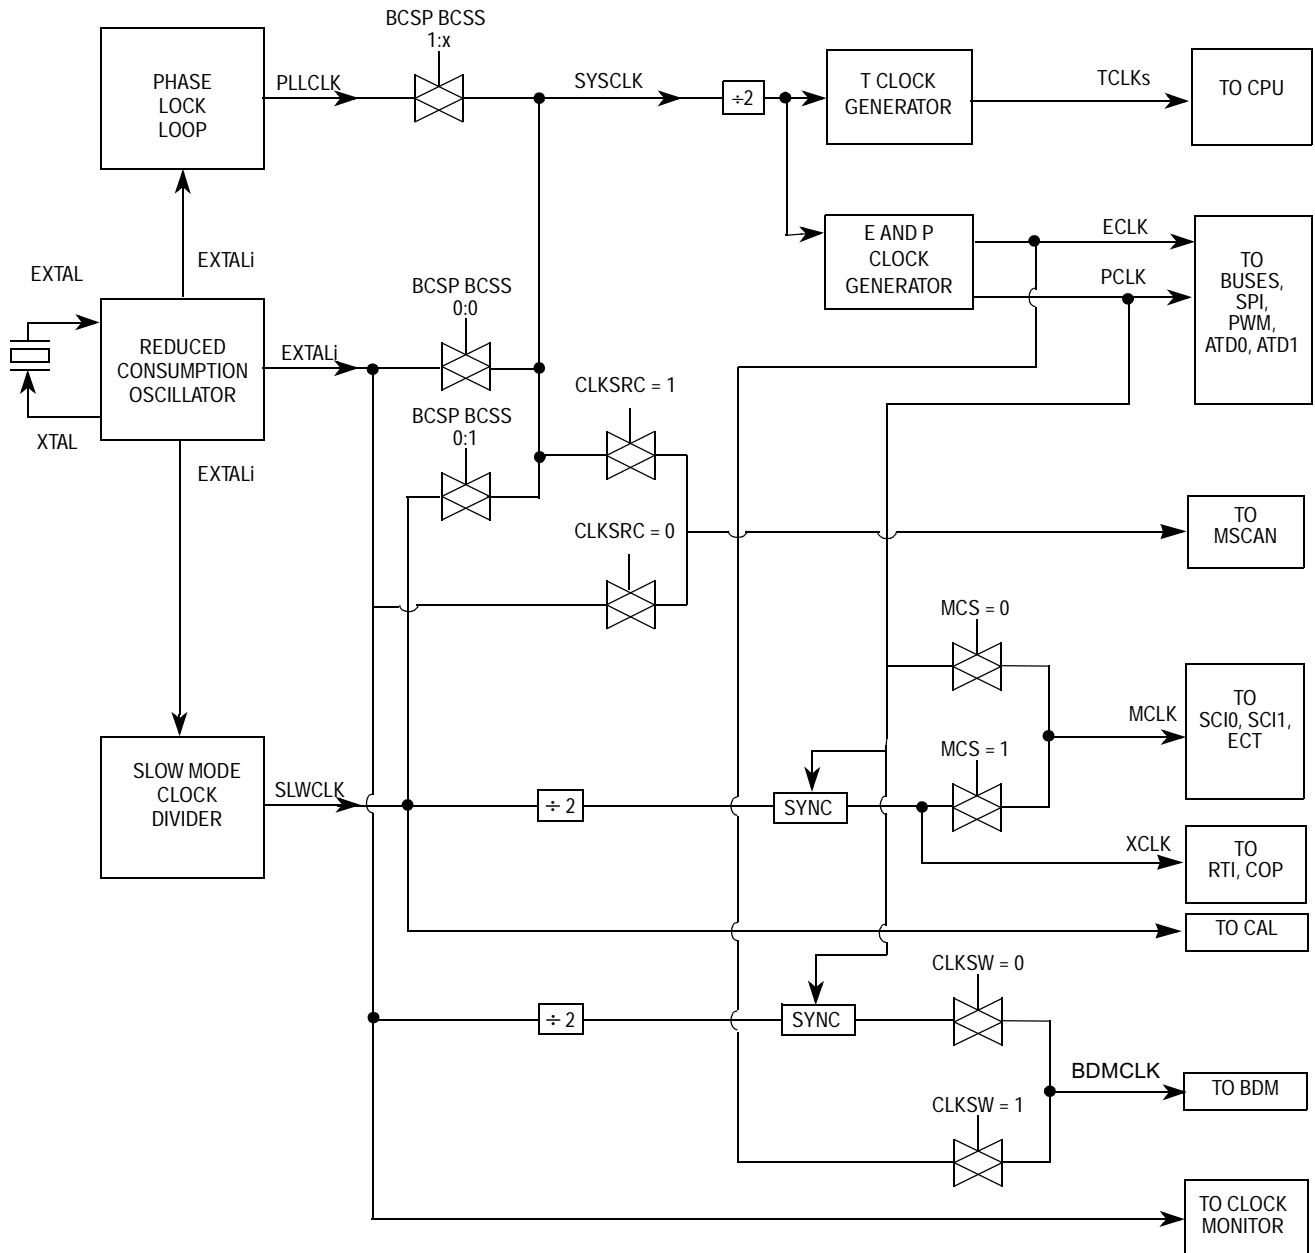 BCSP BCSS
1:x
PHASE
LOCK
LOOP
PLLCLK
SYSCLK
÷2
T CLOCK
GENERATOR
TCLKs
TO CPU
E AND P
CLOCK
GENERATOR
ECLK
PCLK
TO
BUSES,
SPI,
PWM,
ATD0, ATD1
EXTALi
EXTAL
BCSP BCSS
0:0
REDUCED
CONSUMPTION
OSCILLATOR
EXTALi
CLKSRC = 1
BCSP BCSS
0:1
XTAL
EXTALi
CLKSRC = 0
TO
MSCAN
MCS = 0
TO
SCI0, SCI1,
ECT
MCLK
MCS = 1
SLOW MODE
CLOCK
DIVIDER
SLWCLK
÷ 2
SYNC
XCLK
TO
RTI, COP
TO CAL
CLKSW = 0
÷ 2
SYNC
BDMCLK
TO BDM
CLKSW = 1
TO CLOCK
MONITOR